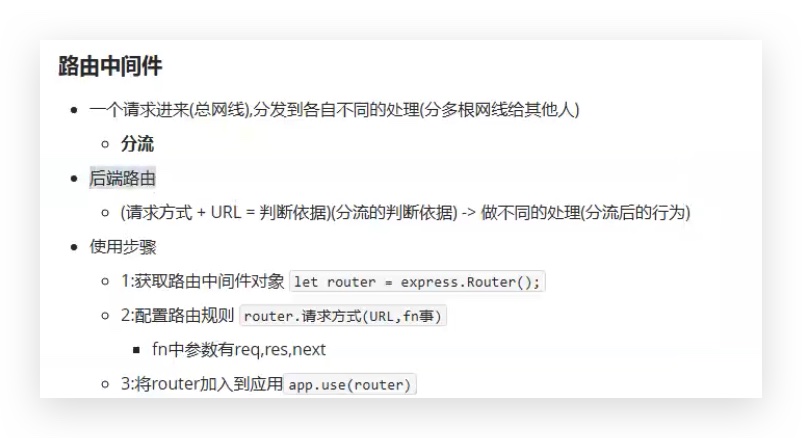 路由中间件
一个请求进来(总网线),分发到各自不同的处理(分多根网线给其他人)
分流
后端路由
(请求方式 + URL = 判断依据)(分流的判断依据) -> 做不同的处理(分流后的行为)
使用步骤
1:获取路由中间件对象 let router = express.Router();
2:配置路由规则 router.请求方式(URL,fn事)
fn中参数有req,res,next
3:将router加入到应用app.use(router)